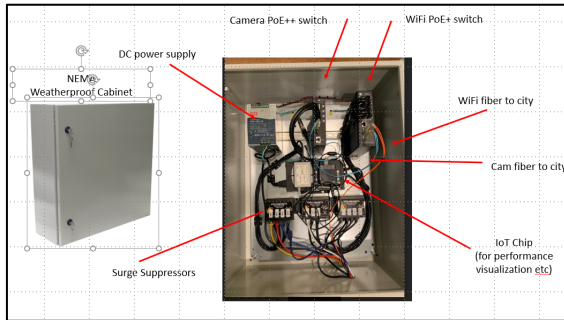 Camera PoE++ switch
WiFi PoE+ switch
DC power supply
NEMA
Weatherproof Cabinet
WiFi fiber to city
Cam fiber to city
IoT Chip
(for performance
visualization etc)
Surge Suppressors